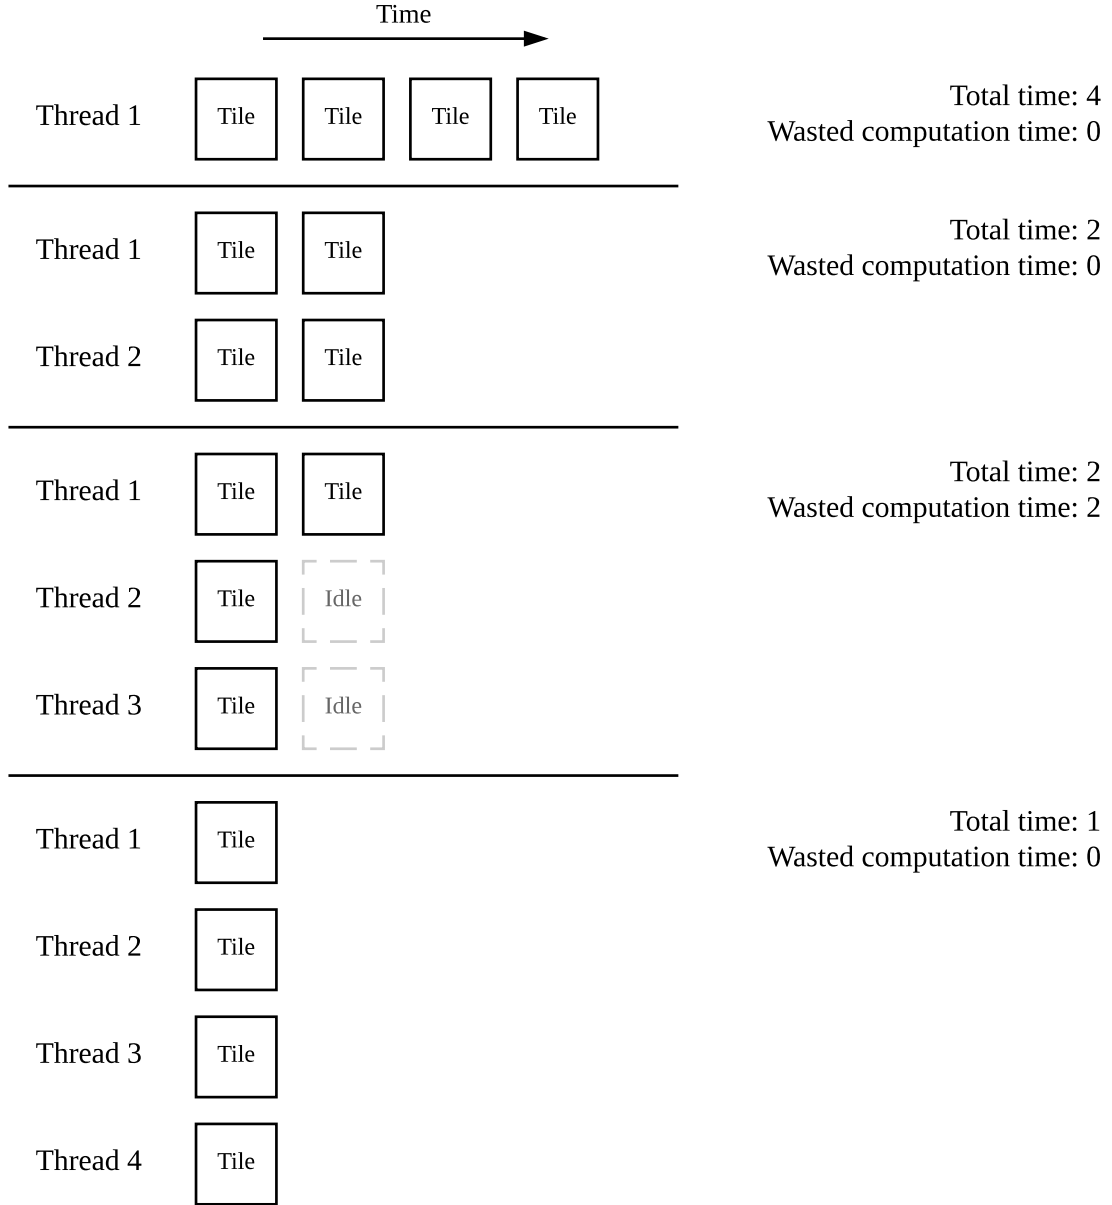 Time
Thread 1 Tile Tile Tile Tile
Total time: 4
Wasted computation time: 0
Thread 1 Tile Tile
Total time: 2
Wasted computation time: 0
Thread 2 Tile Tile
Thread 1 Tile Tile
Total time: 2
Wasted computation time: 2
Thread 2 Tile Idle
Thread 3 Tile Idle
Thread 1 Tile
Total time: 1
Wasted computation time: 0
Thread 2 Tile
Thread 3 Tile
Thread 4 Tile